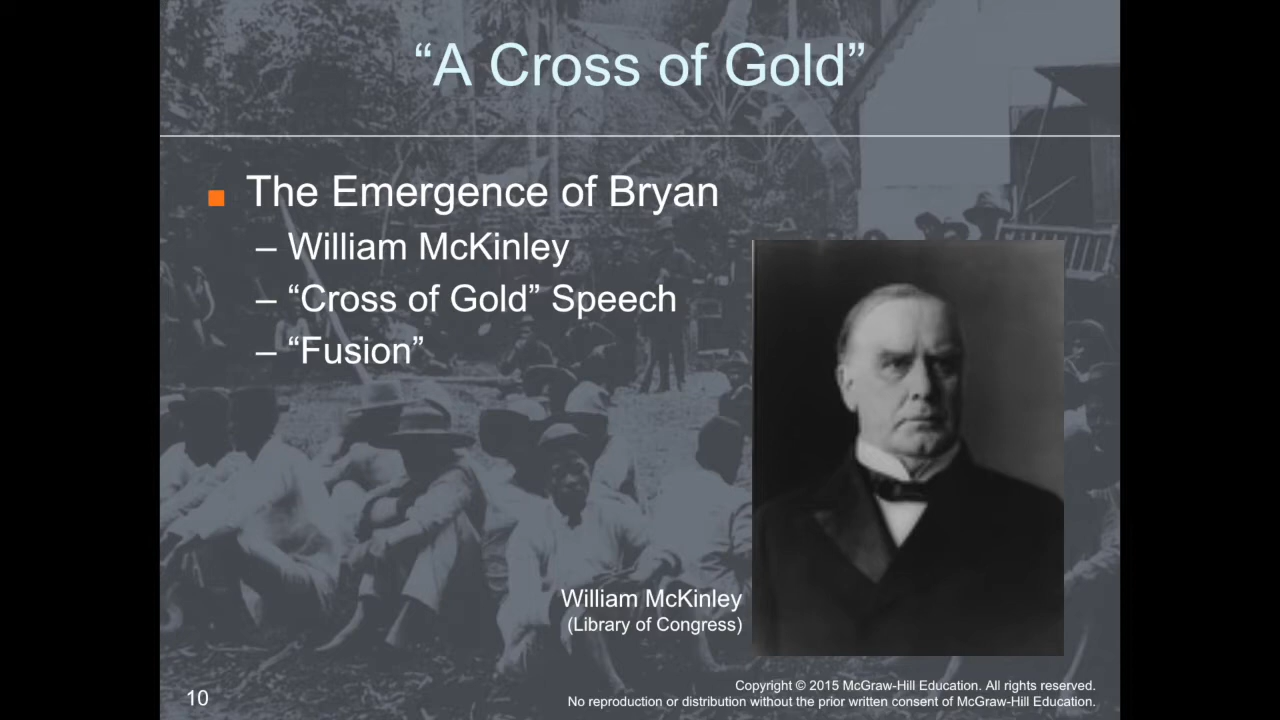 “A Cross of Gold”
■ The Emergence of Bryan
– William McKinley
– “Cross of Gold” Speech
– “Fusion”
William McKinley
(Library of Congress)
10
Copyright © 2015 McGraw-Hill Education. All rights reserved.
No reproduction or distribution without the prior written consent of McGraw-Hill Education.